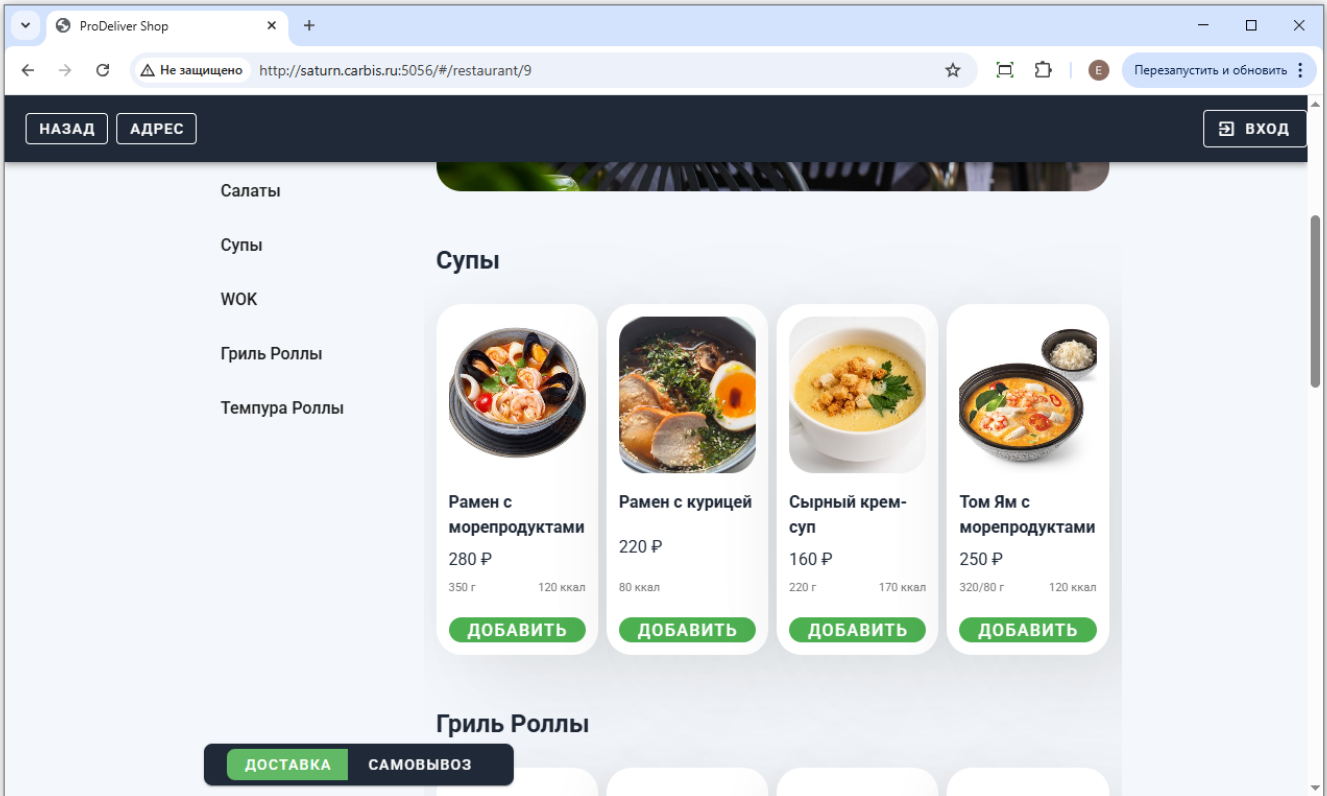 ProDeliver Shop
Не защищено http://saturn.carbis.ru:5056/#/restaurant/9 E Перезапустить и обновить
НАЗАД АДРЕС ВХОД
Салаты
Супы
WOK
Гриль Роллы
Темпура Роллы
Супы
Рамен с
морепродуктами
280 ₽
350 г 120 ккал
ДОБАВИТЬ
Рамен с курицей
220 ₽
80 ккал
ДОБАВИТЬ
Сырный крем-
суп
160 ₽
220 г 170 ккал
ДОБАВИТЬ
Том Ям с
морепродуктами
250 ₽
320/80 г 120 ккал
ДОБАВИТЬ
Гриль Роллы
ДОСТАВКА САМОВЫВОЗ